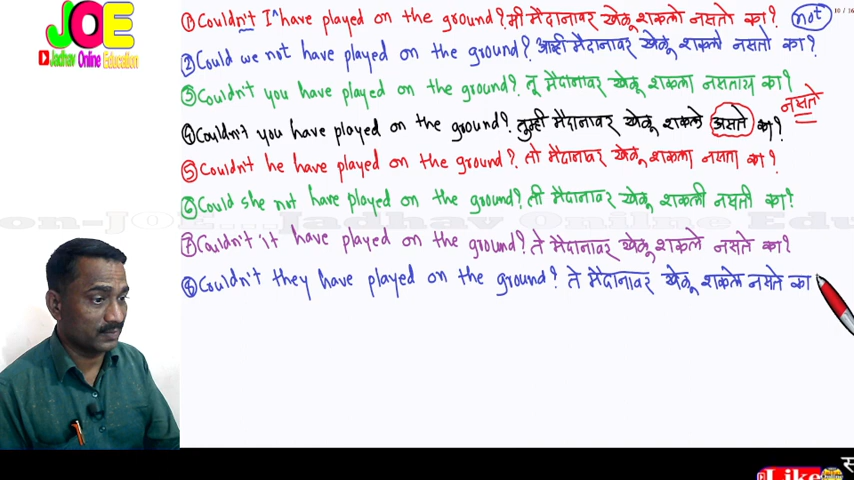 JOE
Jadhav Online Education
10 / 16
① Couldn't I ^ have played on the ground? मी मैदानावर खेळू शकलो नसतो का? not
② Could we not have played on the ground? आम्ही मैदानावर खेळू शकलो नसतो का?
③ Couldn't you have played on the ground? तू मैदानावर खेळू शकला नसताय का?
नसते
④ Couldn't you have played on the ground? तुम्ही मैदानावर खेळू शकले असते का?
⑤ Couldn't he have played on the ground? तो मैदानावर खेळू शकला नसता का?
⑥ Could she not have played on the ground? ती मैदानावर खेळू शकली नसती का?
⑦ Couldn't it have played on the ground? ते मैदानावर खेळू शकले नसते का?
⑧ Couldn't they have played on the ground? ते मैदानावर खेळू शकले नसते का
Like